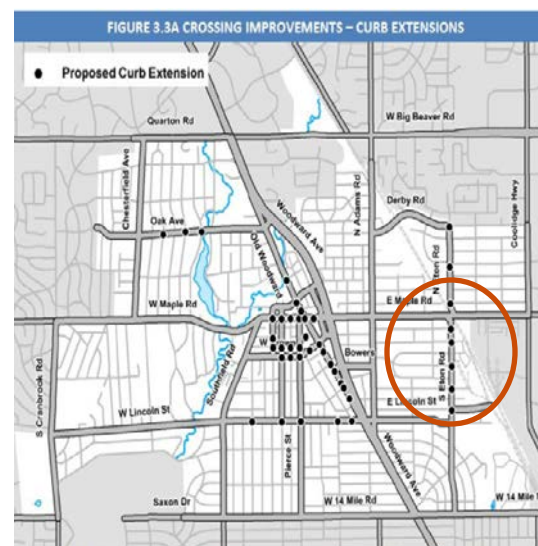 FIGURE 3.3A CROSSING IMPROVEMENTS – CURB EXTENSIONS
Proposed Curb Extension
Quarton Rd
W Big Beaver Rd
Chesterfield Ave
Woodward Ave
N Adams Rd
Coolidge Hwy
Derby Rd
Oak Ave
Old Woodward
N Eton Rd
W Maple Rd
E Maple Rd
W
Bowers
S Cranbrook Rd
Southfield Rd
S Eton Rd
W Lincoln St
E Lincoln St
Pierce St
Woodward Ave
Saxon Dr
W 14 Mile Rd
W 14 Mile